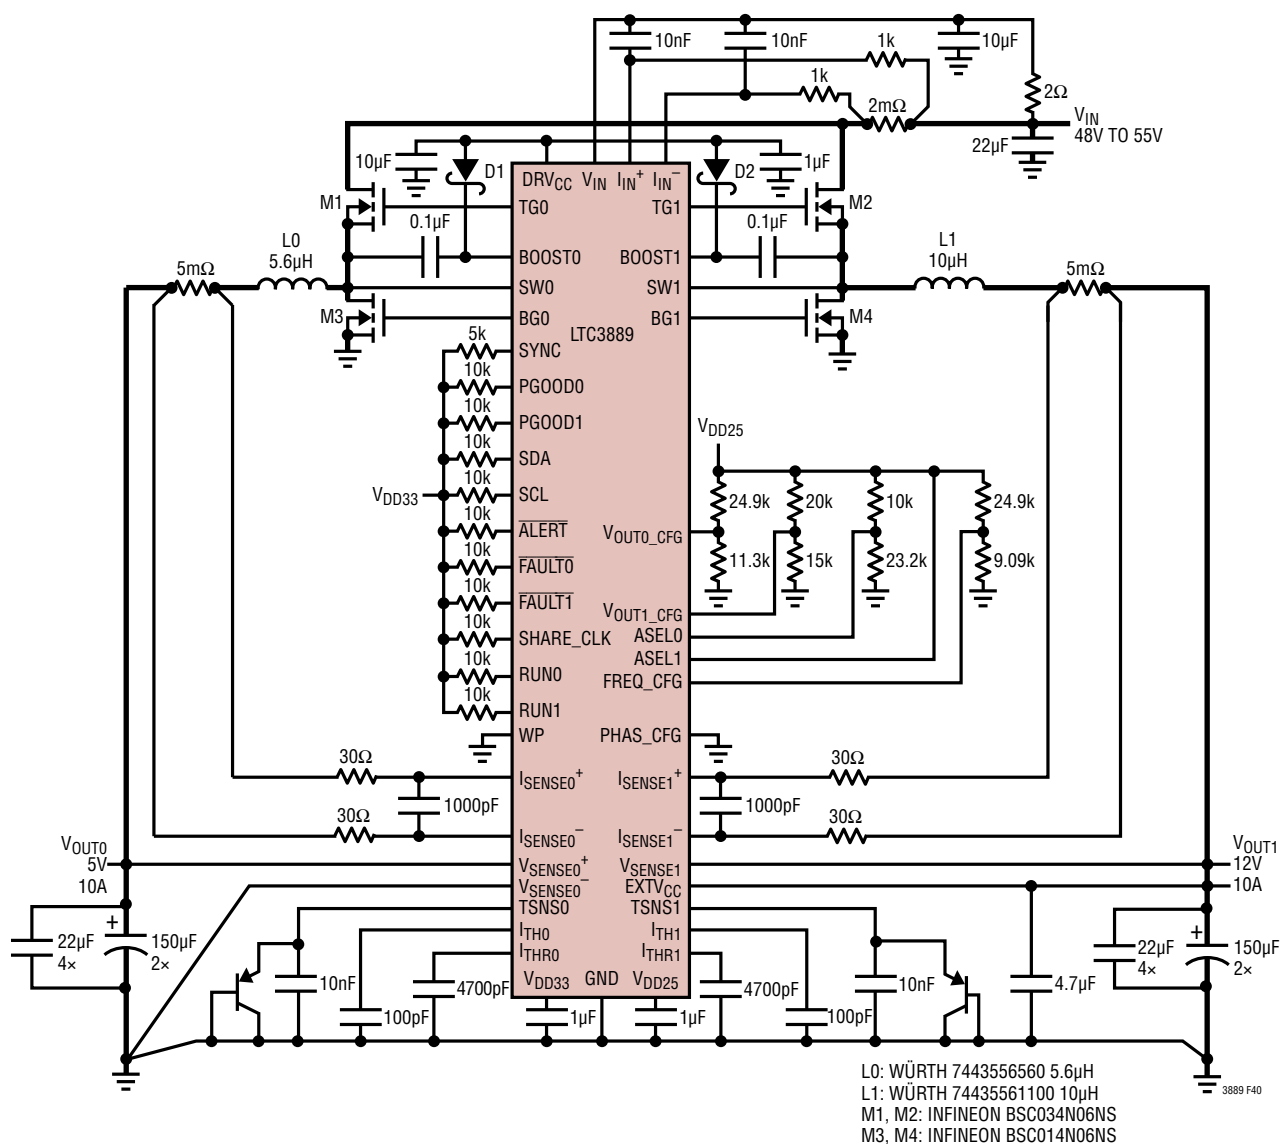 10nF
10nF
10µF
1k
1k
2Ω
2mΩ
V_IN
48V TO 55V
22µF
10µF
D1
D2
1µF
DRV_CC
V_IN
I_IN⁺
I_IN⁻
M1
TG0
TG1
M2
0.1µF
0.1µF
L0
5.6µH
L1
10µH
5mΩ
BOOST0
BOOST1
5mΩ
SW0
SW1
M3
BG0
BG1
M4
LTC3889
5k
SYNC
10k
PGOOD0
10k
PGOOD1
10k
SDA
10k
SCL
V_DD33
10k
ALERT
10k
FAULT0
10k
FAULT1
10k
SHARE_CLK
10k
RUN0
10k
RUN1
WP
V_DD25
24.9k
20k
10k
24.9k
V_OUT0_CFG
11.3k
15k
23.2k
9.09k
V_OUT1_CFG
ASEL0
ASEL1
FREQ_CFG
PHAS_CFG
30Ω
I_SENSE0⁺
I_SENSE1⁺
30Ω
1000pF
1000pF
30Ω
I_SENSE0⁻
I_SENSE1⁻
30Ω
V_OUT0
5V
10A
V_SENSE0⁺
V_SENSE1
V_OUT1
12V
10A
V_SENSE0⁻
EXTV_CC
TSNS0
TSNS1
I_TH0
I_TH1
I_THR0
I_THR1
22µF
4×
+
150µF
2×
10nF
100pF
4700pF
V_DD33
GND
V_DD25
1µF
1µF
4700pF
100pF
10nF
4.7µF
22µF
4×
+
150µF
2×
L0: WÜRTH 7443556560 5.6µH
L1: WÜRTH 74435561100 10µH
M1, M2: INFINEON BSC034N06NS
M3, M4: INFINEON BSC014N06NS
3889 F40